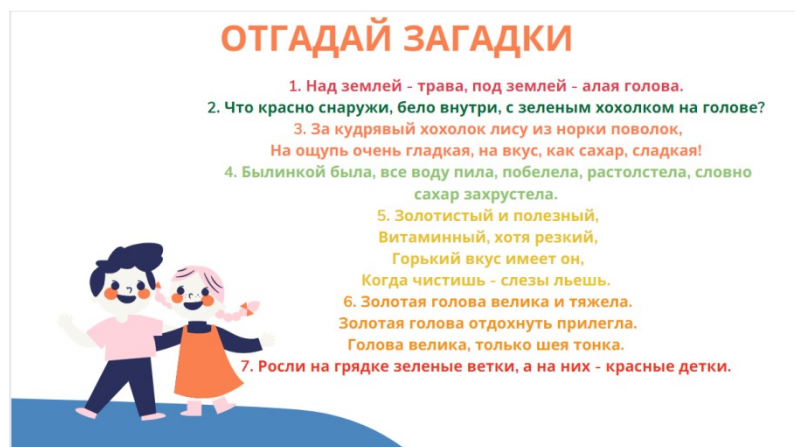 ОТГАДАЙ ЗАГАДКИ
1. Над землей - трава, под землей - алая голова.
2. Что красно снаружи, бело внутри, с зеленым хохолком на голове?
3. За кудрявый хохолок лису из норки поволок,
На ощупь очень гладкая, на вкус, как сахар, сладкая!
4. Былинкой была, все воду пила, побелела, растолстела, словно
сахар захрустела.
5. Золотистый и полезный,
Витаминный, хотя резкий,
Горький вкус имеет он,
Когда чистишь - слезы льешь.
6. Золотая голова велика и тяжела.
Золотая голова отдохнуть прилегла.
Голова велика, только шея тонка.
7. Росли на грядке зеленые ветки, а на них - красные детки.